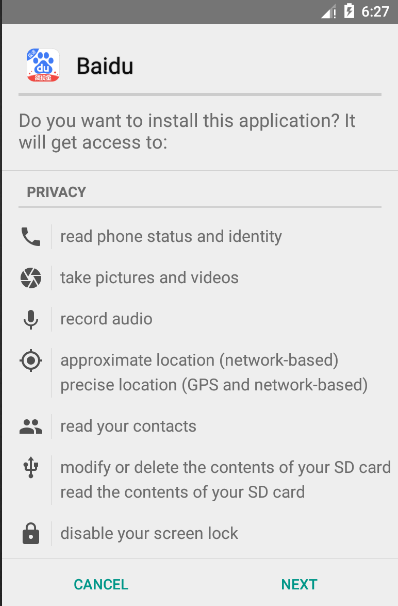 6:27
du
Baidu
Do you want to install this application? It
will get access to:
PRIVACY
read phone status and identity
take pictures and videos
record audio
approximate location (network-based)
precise location (GPS and network-based)
read your contacts
modify or delete the contents of your SD card
read the contents of your SD card
disable your screen lock
CANCEL
NEXT